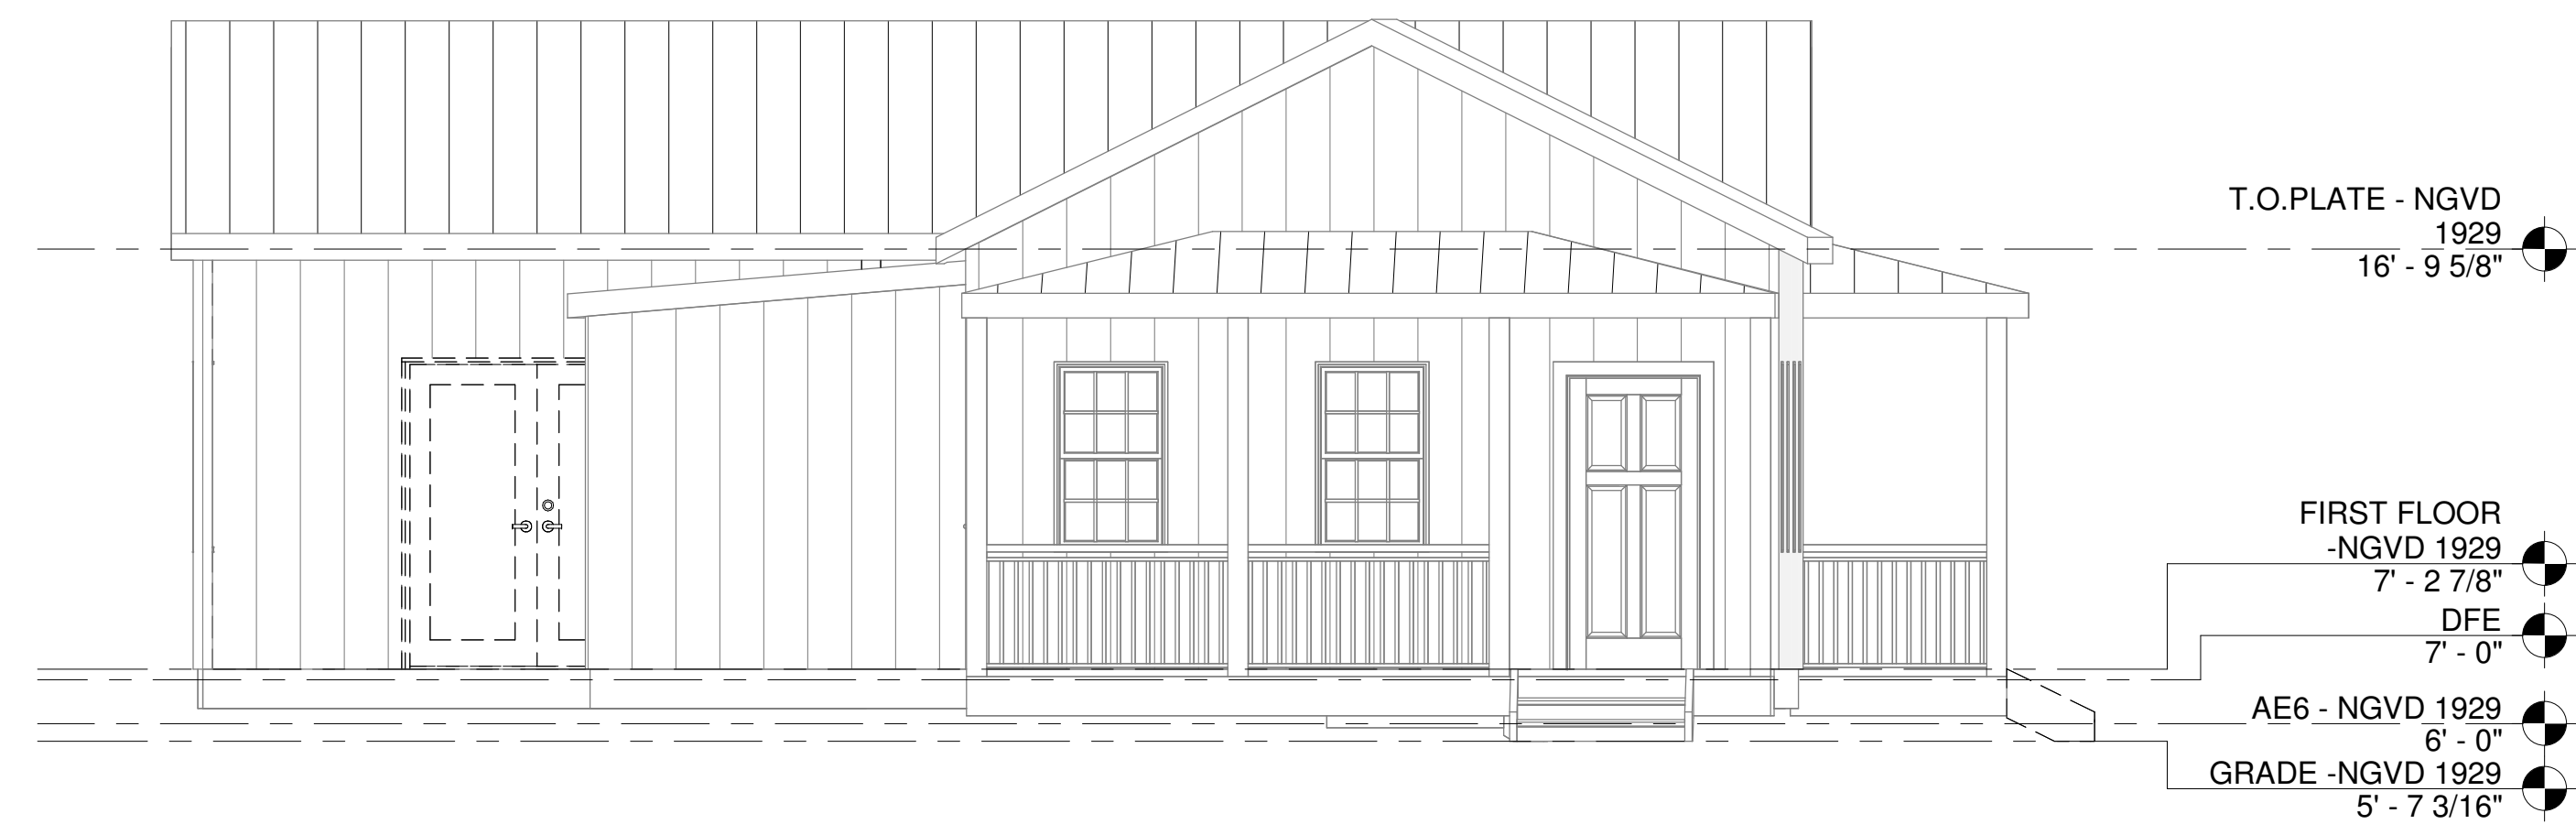 T.O.PLATE - NGVD
1929
16' - 9 5/8"
FIRST FLOOR
-NGVD 1929
7' - 2 7/8"
DFE
7' - 0"
AE6 - NGVD 1929
6' - 0"
GRADE -NGVD 1929
5' - 7 3/16"